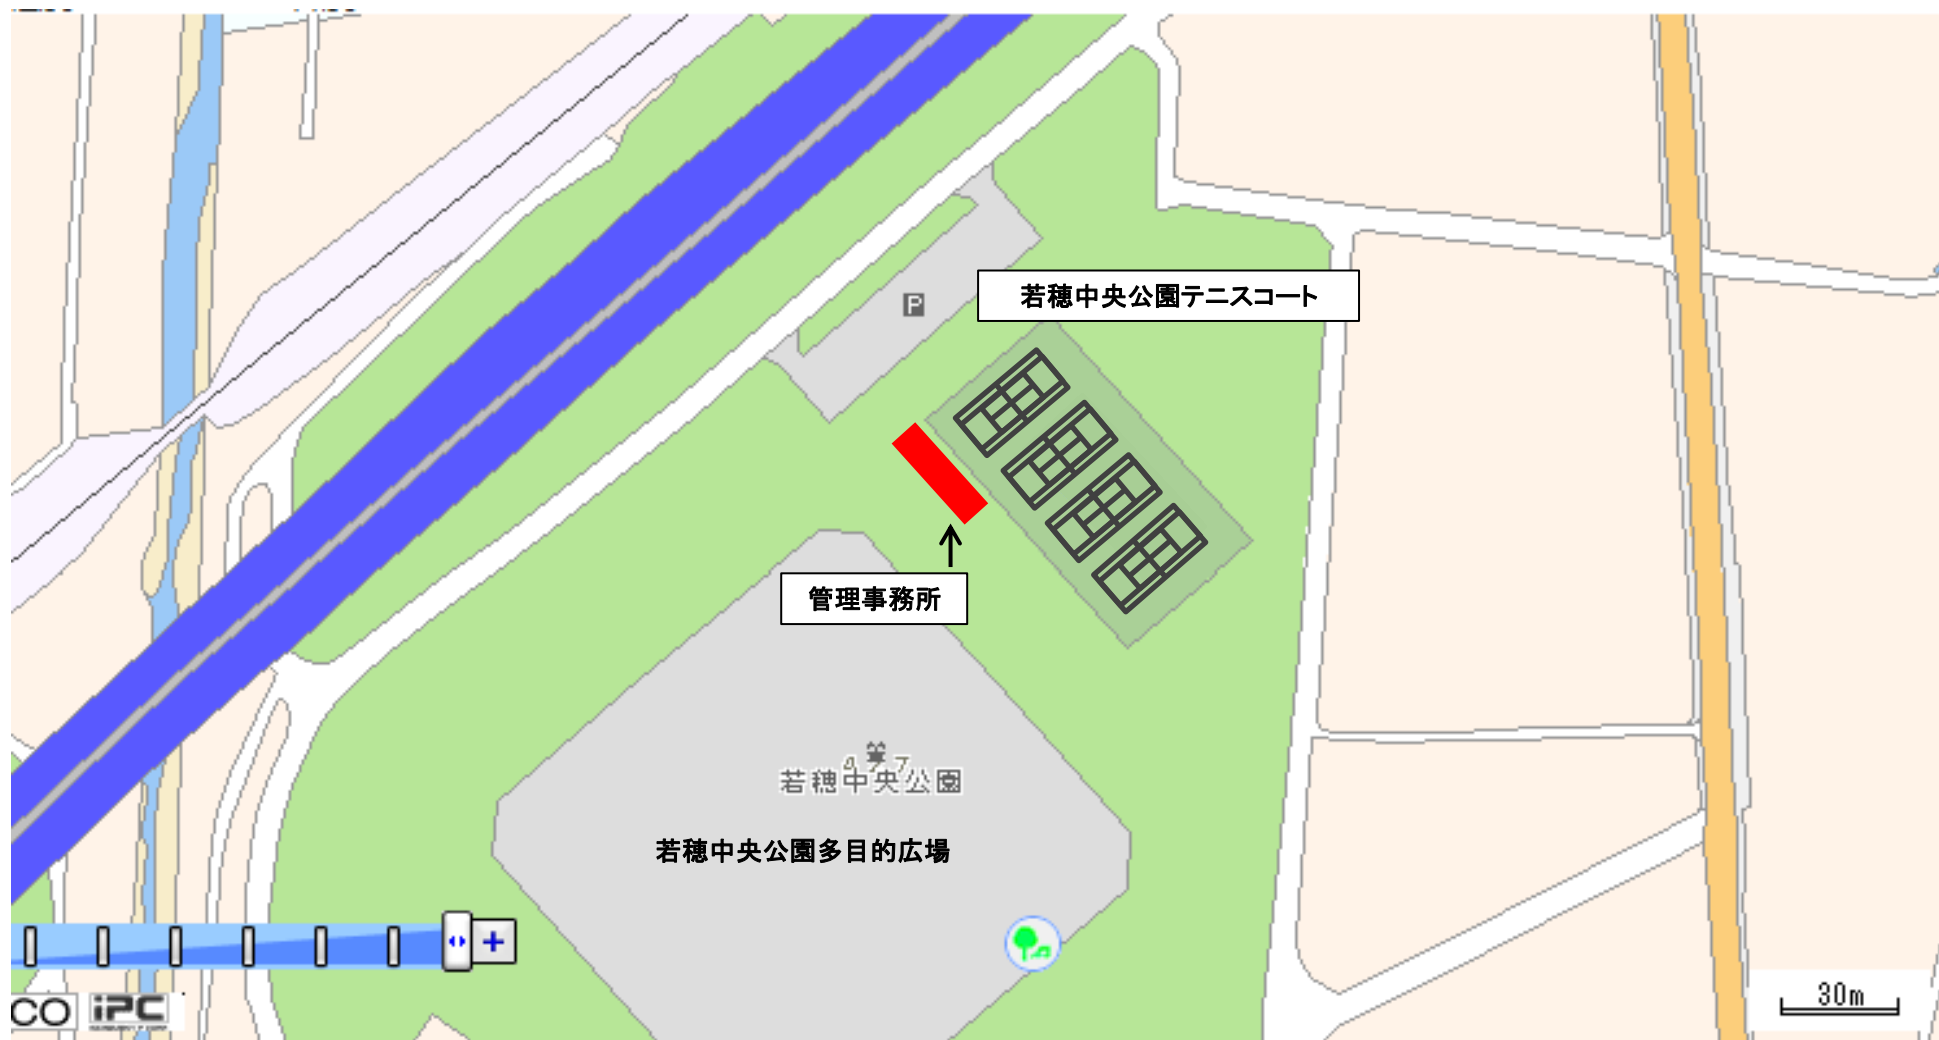 P
若穂中央公園テニスコート
管理事務所
若穂中央公園
若穂中央公園多目的広場
+
CO iPC
30m